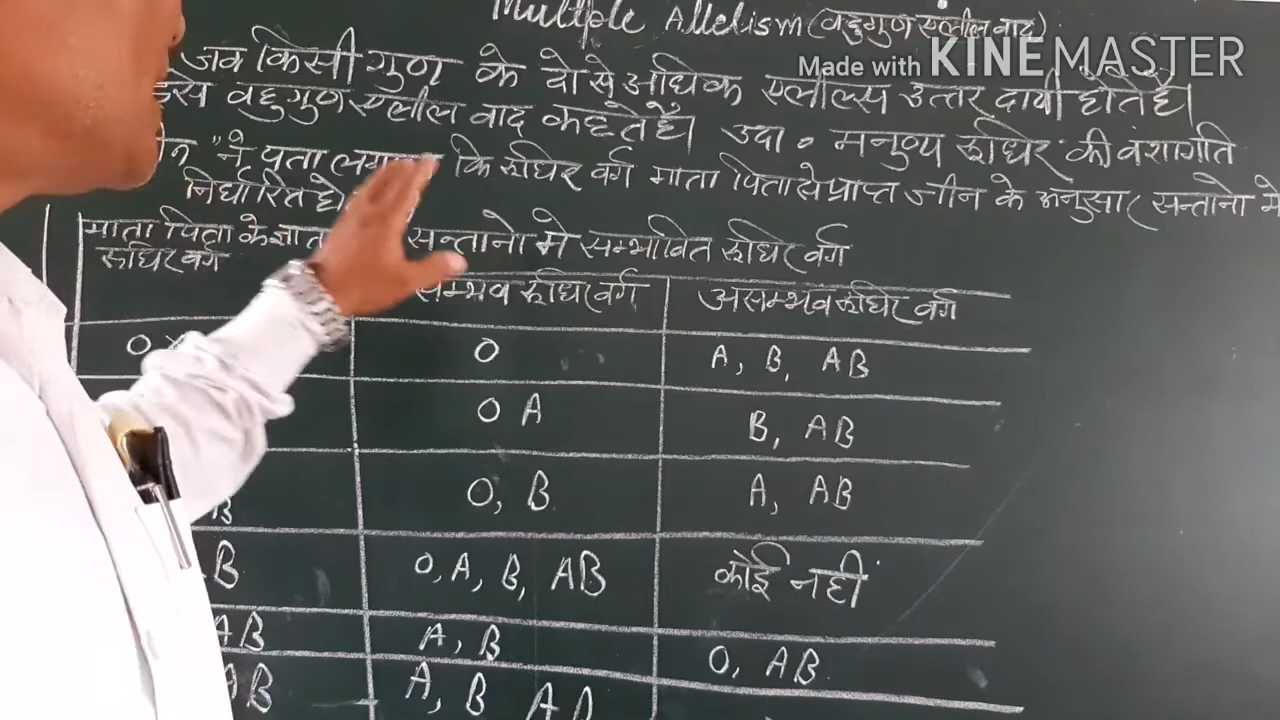 Multiple Allelism (बहुगुण एलील वाद)
Made with KINEMASTER
जब किसी गुण के दो से अधिक एलील्स उत्तरदायी होते है।
इसे बहुगुण एलील वाद कहते है। उदा० मनुष्य रूधिर की वंशागति
ने पता कि रूधिर वर्ग माता पिता से प्राप्त जीन के अनुसार सन्तानो मे
निर्धारित
माता पिता के सन्तानो मे सम्भावित रूधिर वर्ग
रूधिर वर्ग
सम्भव रूधिर वर्ग असम्भव रूधिर वर्ग
O O A, B, AB
O A B, AB
B O, B A, AB
B O, A, B, AB कोई नही
AB A, B O, AB
AB A, B